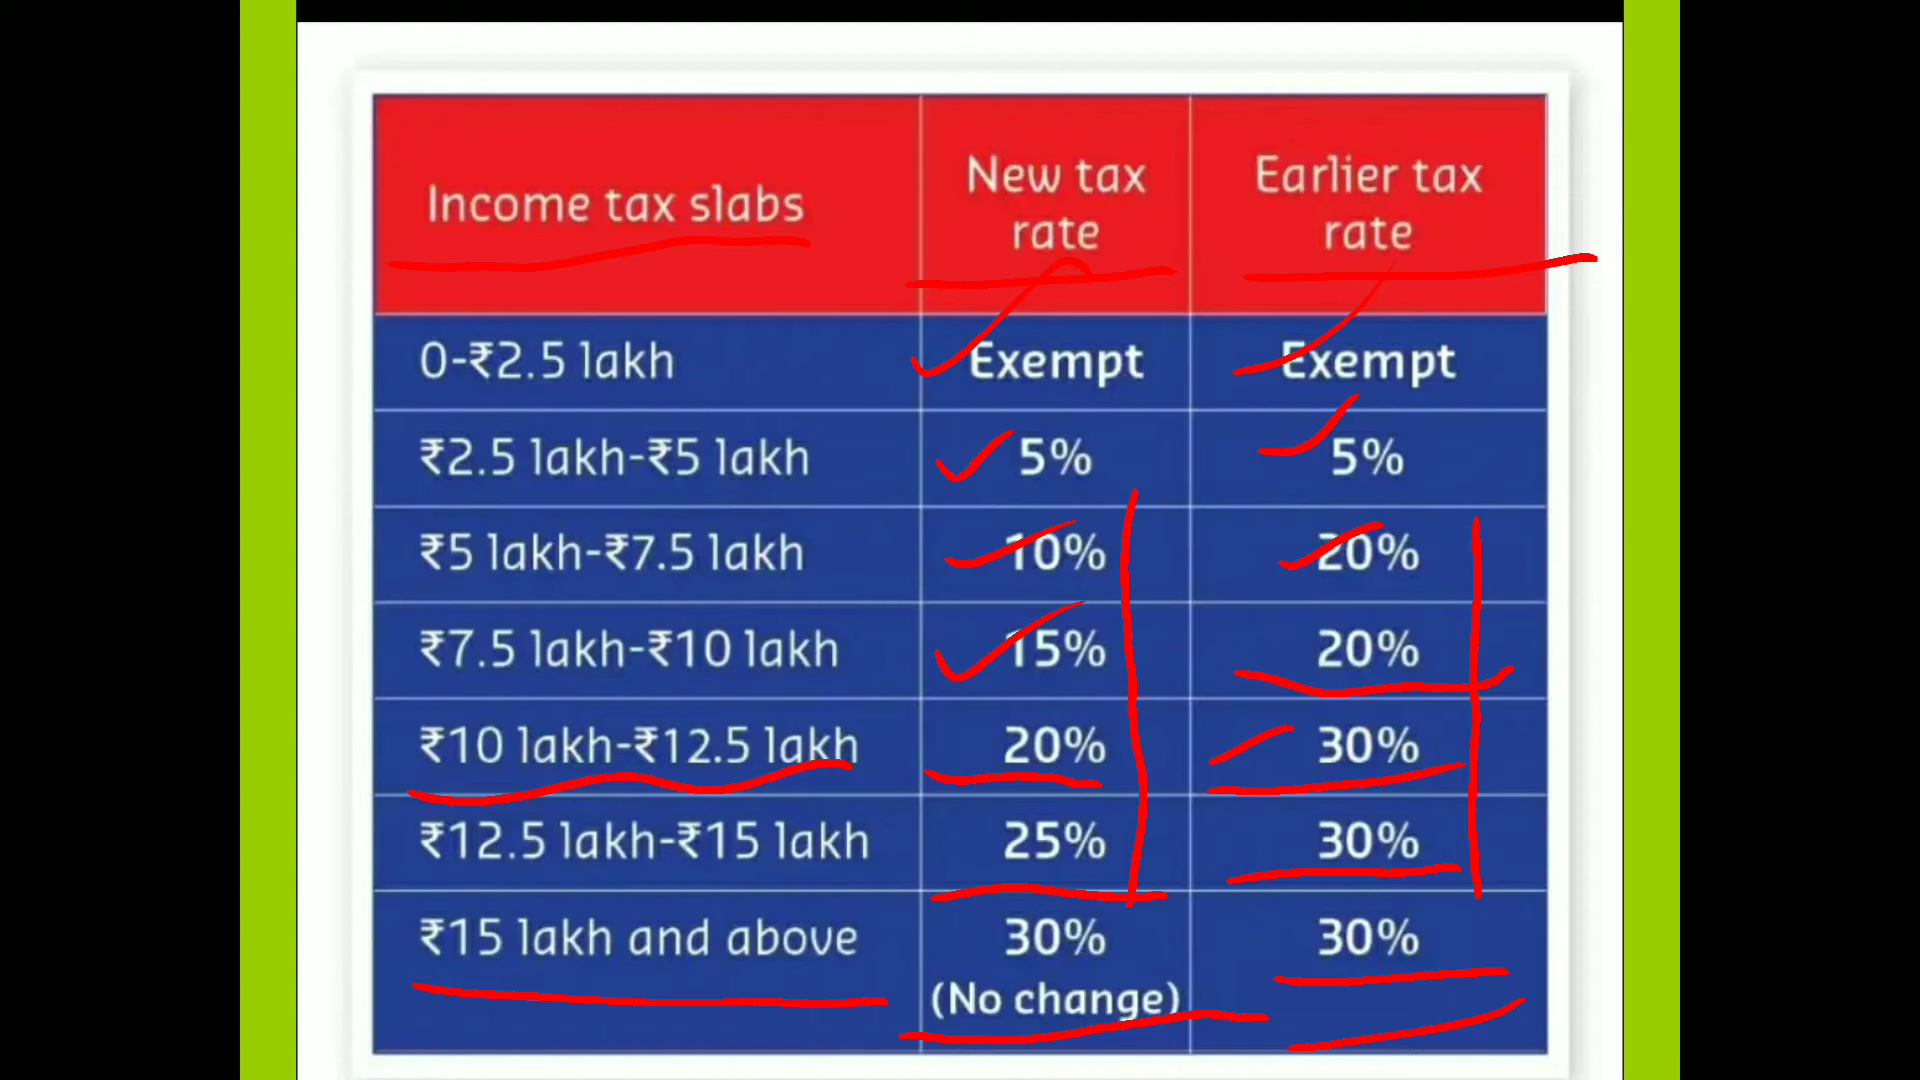 Income tax slabs
New tax
rate
Earlier tax
rate
0-₹2.5 lakh
Exempt
Exempt
₹2.5 lakh-₹5 lakh
5%
5%
₹5 lakh-₹7.5 lakh
10%
20%
₹7.5 lakh-₹10 lakh
15%
20%
₹10 lakh-₹12.5 lakh
20%
30%
₹12.5 lakh-₹15 lakh
25%
30%
₹15 lakh and above
30%
(No change)
30%